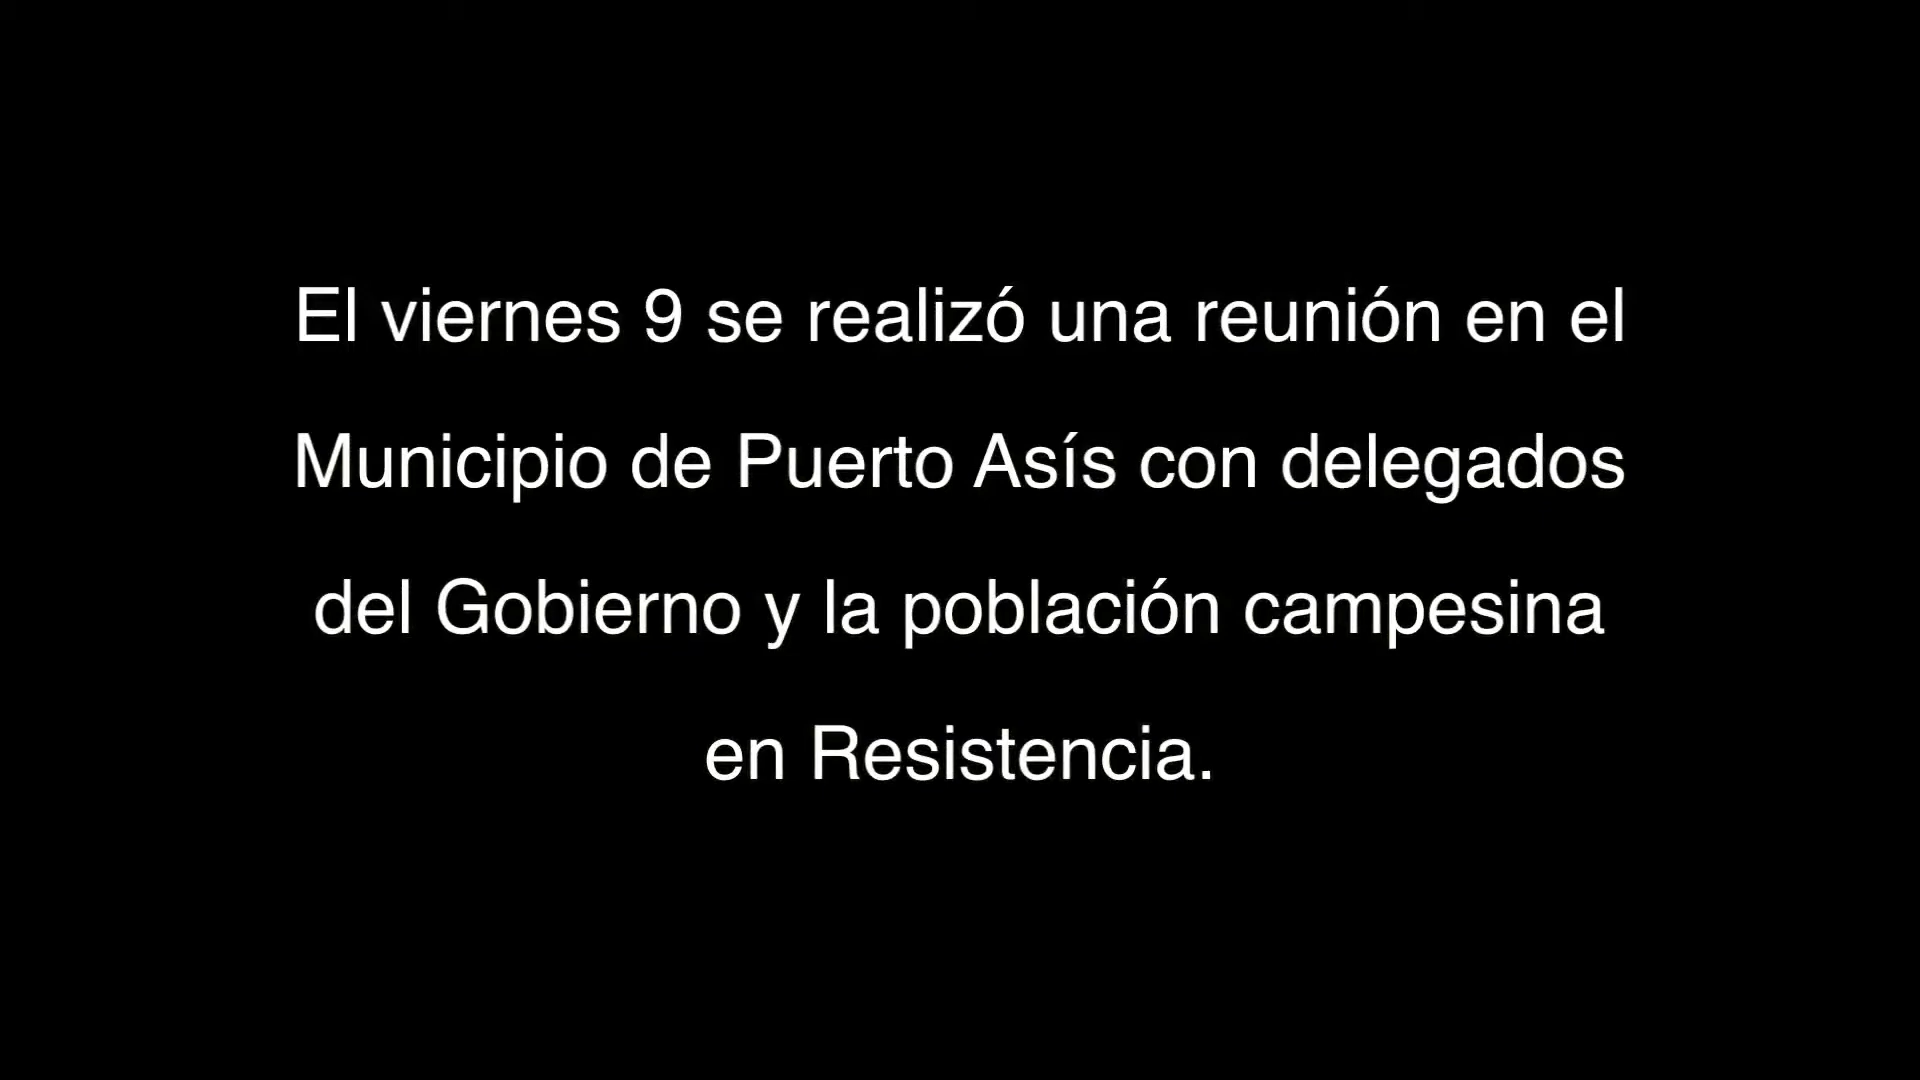 El viernes 9 se realizó una reunión en el
Municipio de Puerto Asís con delegados
del Gobierno y la población campesina
en Resistencia.